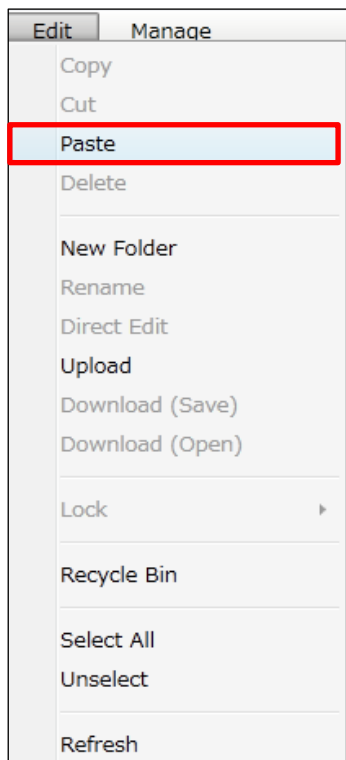 Edit Manage
Copy
Cut
Paste
Delete
New Folder
Rename
Direct Edit
Upload
Download (Save)
Download (Open)
Lock
Recycle Bin
Select All
Unselect
Refresh